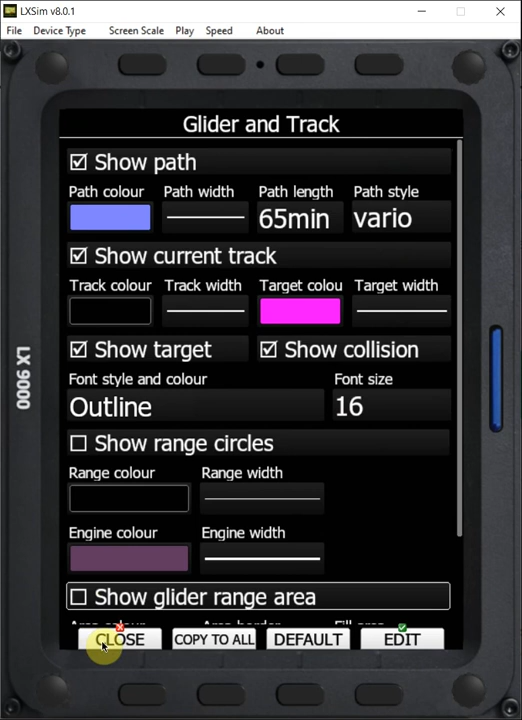 LXSim v8.0.1
File Device Type Screen Scale Play Speed About
Glider and Track
Show path
Path colour Path width Path length Path style
65min vario
Show current track
Track colour Track width Target colou Target width
Show target Show collision
Font style and colour Font size
Outline 16
Show range circles
Range colour Range width
Engine colour Engine width
Show glider range area
CLOSE COPY TO ALL DEFAULT EDIT
LX 9000